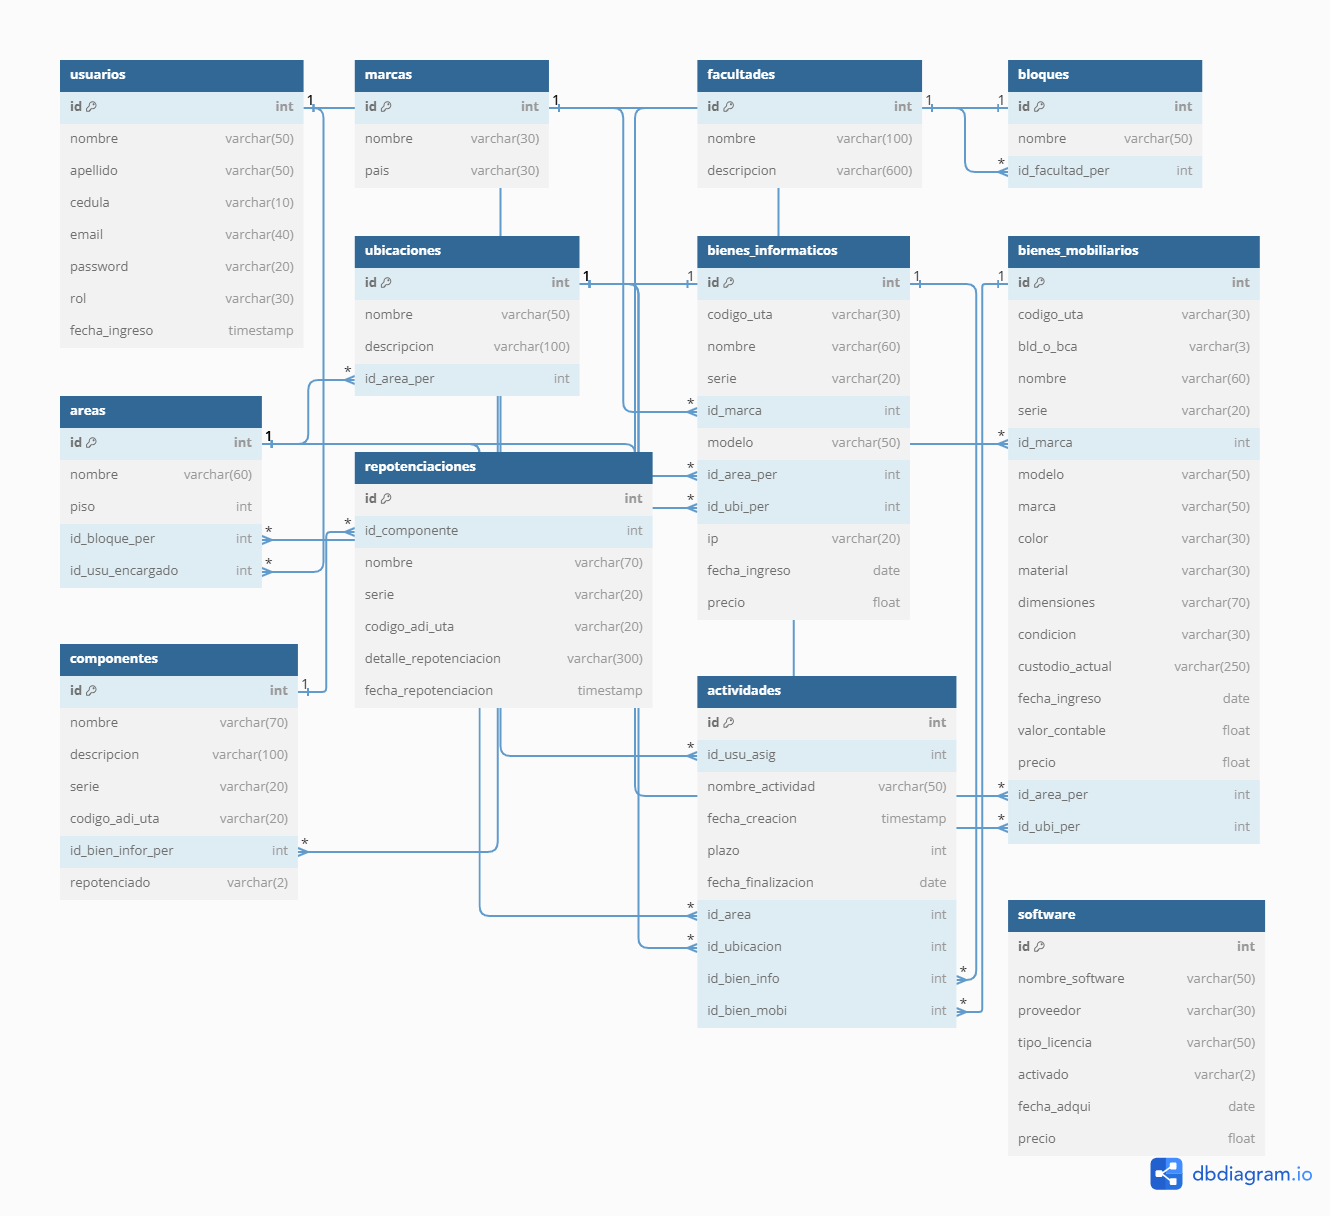 usuarios
id int
nombre varchar(50)
apellido varchar(50)
cedula varchar(10)
email varchar(40)
password varchar(20)
rol varchar(30)
fecha_ingreso timestamp
1
marcas
id int
nombre varchar(30)
pais varchar(30)
1
facultades
id int
nombre varchar(100)
descripcion varchar(600)
1
1
bloques
id int
nombre varchar(50)
* id_facultad_per int
ubicaciones
id int
nombre varchar(50)
descripcion varchar(100)
* id_area_per int
1
1
bienes_informaticos
id int
codigo_uta varchar(30)
nombre varchar(60)
serie varchar(20)
* id_marca int
modelo varchar(50)
* id_area_per int
* id_ubi_per int
ip varchar(20)
fecha_ingreso date
precio float
1
1
bienes_mobiliarios
id int
codigo_uta varchar(30)
bld_o_bca varchar(3)
nombre varchar(60)
serie varchar(20)
* id_marca int
modelo varchar(50)
marca varchar(50)
color varchar(30)
material varchar(30)
dimensiones varchar(70)
condicion varchar(30)
custodio_actual varchar(250)
fecha_ingreso date
valor_contable float
precio float
* id_area_per int
* id_ubi_per int
areas
id int 1
nombre varchar(60)
piso int
id_bloque_per int *
id_usu_encargado int *
repotenciaciones
id int
* id_componente int
nombre varchar(70)
serie varchar(20)
codigo_adi_uta varchar(20)
detalle_repotenciacion varchar(300)
fecha_repotenciacion timestamp
componentes
id int 1
nombre varchar(70)
descripcion varchar(100)
serie varchar(20)
codigo_adi_uta varchar(20)
id_bien_infor_per int *
repotenciado varchar(2)
actividades
id int
* id_usu_asig int
nombre_actividad varchar(50)
fecha_creacion timestamp
plazo int
fecha_finalizacion date
* id_area int
* id_ubicacion int
id_bien_info int *
id_bien_mobi int *
software
id int
nombre_software varchar(50)
proveedor varchar(30)
tipo_licencia varchar(50)
activado varchar(2)
fecha_adqui date
precio float
dbdiagram.io